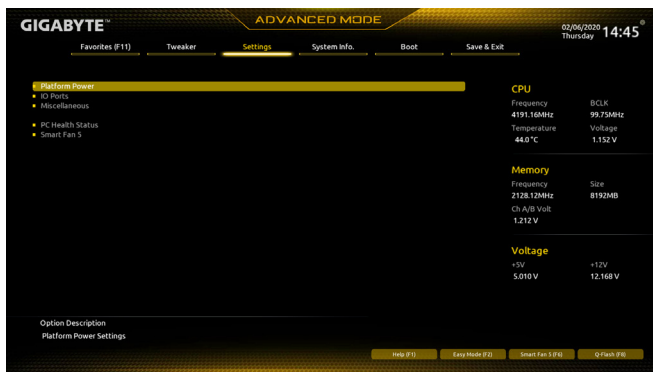 GIGABYTE™
ADVANCED MODE
02/06/2020
Thursday
14:45
Favorites (F11) Tweaker Settings System Info. Boot Save & Exit
Platform Power
IO Ports
Miscellaneous
PC Health Status
Smart Fan 5
CPU
Frequency BCLK
4191.16MHz 99.75MHz
Temperature Voltage
44.0 °C 1.152 V
Memory
Frequency Size
2128.12MHz 8192MB
Ch A/B Volt
1.212 V
Voltage
+5V +12V
5.010 V 12.168 V
Option Description
Platform Power Settings
Help (F1) Easy Mode (F2) Smart Fan 5 (F6) Q-Flash (F8)